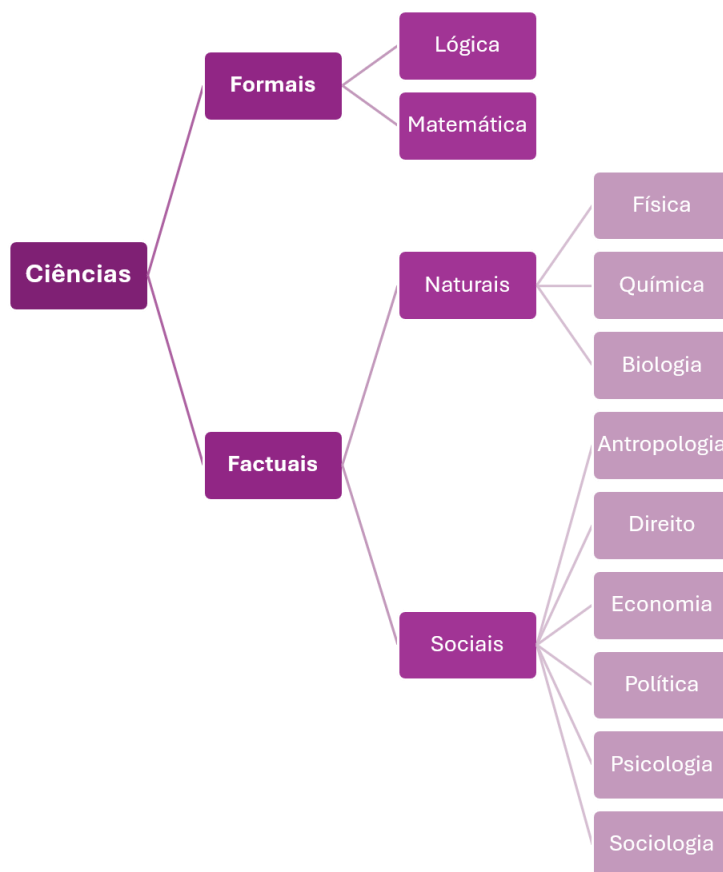 Ciências
Formais
Lógica
Matemática
Factuais
Naturais
Física
Química
Biologia
Sociais
Antropologia
Direito
Economia
Política
Psicologia
Sociologia